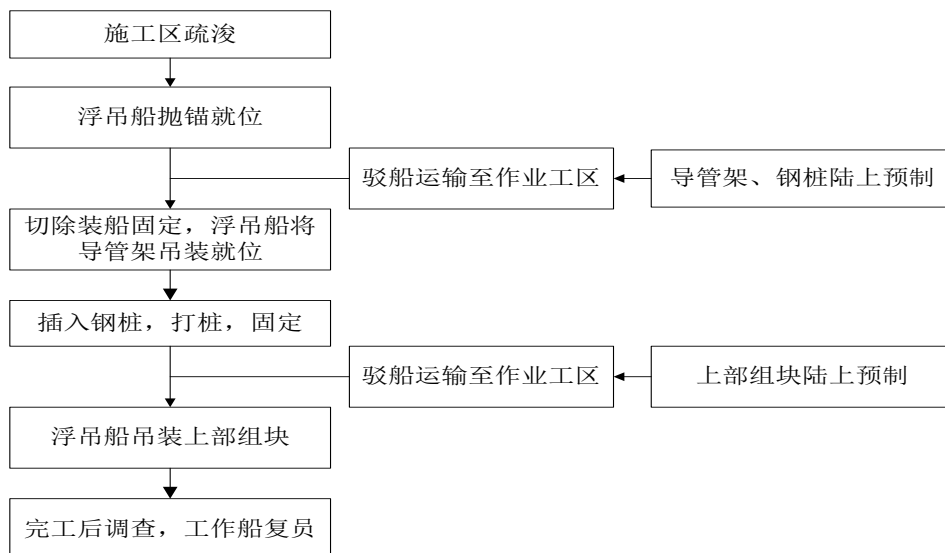 施工区疏浚
浮吊船抛锚就位
驳船运输至作业工区
导管架、钢桩陆上预制
切除装船固定，浮吊船将
导管架吊装就位
插入钢桩，打桩，固定
驳船运输至作业工区
上部组块陆上预制
浮吊船吊装上部组块
完工后调查，工作船复员